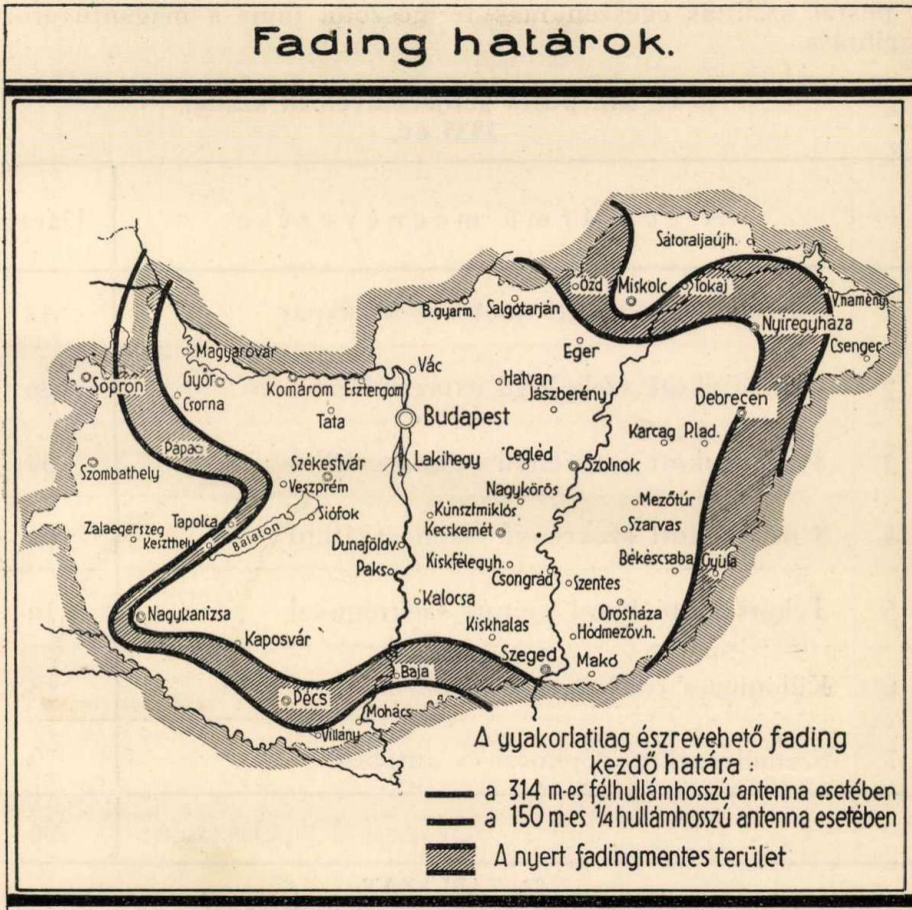 Fading határok.
Sátoraljaújh.
Ózd
Miskolc
Tokaj
V.namény
B.gyarm.
Salgótarján
Nyiregyháza
Eger
Csenger
Magyaróvár
Vác
Hatvan
Jászberény
Sopron
Győr
Komárom
Esztergom
Debrecen
Csorna
Tata
Budapest
Karcag
P.lad.
Papa
Székesfvár
Lakihegy
Cegléd
Szolnok
Szombathely
Veszprém
Nagykörös
Mezőtúr
Tapolca
Siófok
Kúnsztmiklós
Szarvas
Zalaegerszeg
Keszthely
Balaton
Kecskemét
Dunaföldv.
Kiskfélegyh.
Békéscsaba
Gyula
Paks
Csongrád
Szentes
Kalocsa
Orosháza
Nagykanizsa
Kiskhalas
Hódmezőv.h.
Kaposvár
Szeged
Makó
Baja
Pécs
Mohács
Villány
A gyakorlatilag észrevehető fading
kezdő határa :
a 314 m-es félhullámhosszú antenna esetében
a 150 m-es ¼ hullámhosszú antenna esetében
A nyert fadingmentes terület